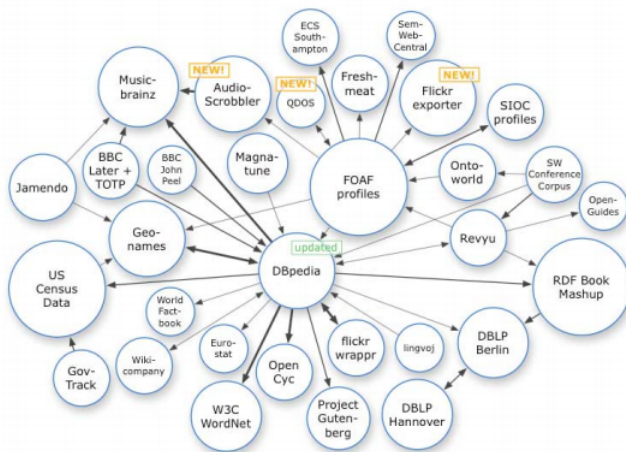 ECS
South-
ampton
Sem-
Web-
Central
NEW!
Music-
brainz
Audio-
Scrobbler
NEW!
QDOS
Fresh-
meat
NEW!
Flickr
exporter
SIOC
profiles
BBC
Later +
TOTP
BBC
John
Peel
Magna-
tune
FOAF
profiles
Onto-
world
SW
Conference
Corpus
Jamendo
Open-
Guides
Geo-
names
updated
DBpedia
Revyu
US
Census
Data
World
Fact-
book
RDF Book
Mashup
Wiki-
company
Euro-
stat
Open
Cyc
flickr
wrappr
lingvoj
DBLP
Berlin
Gov-
Track
W3C
WordNet
Project
Guten-
berg
DBLP
Hannover